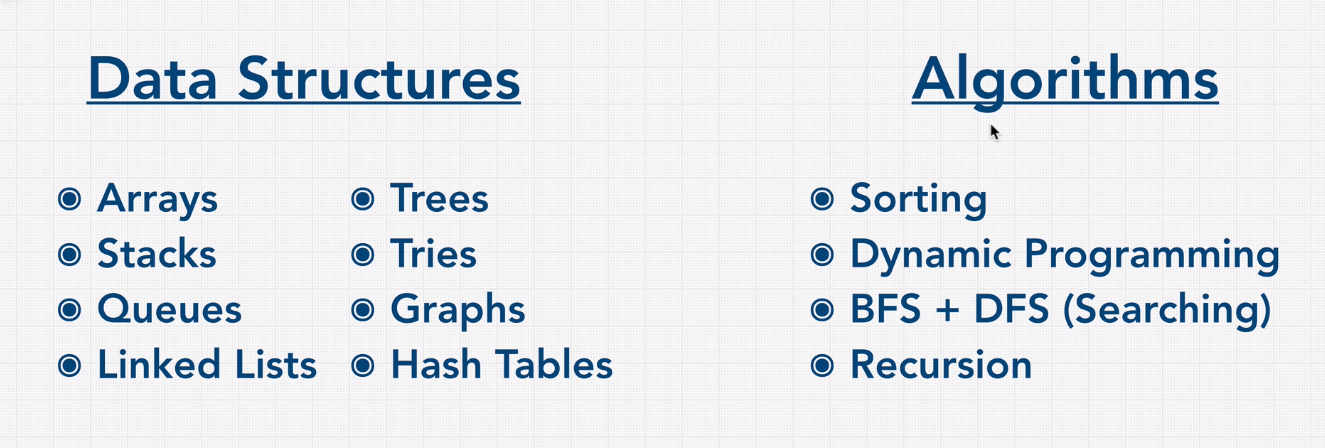 Data Structures
Arrays
Stacks
Queues
Linked Lists
Trees
Tries
Graphs
Hash Tables
Algorithms
Sorting
Dynamic Programming
BFS + DFS (Searching)
Recursion